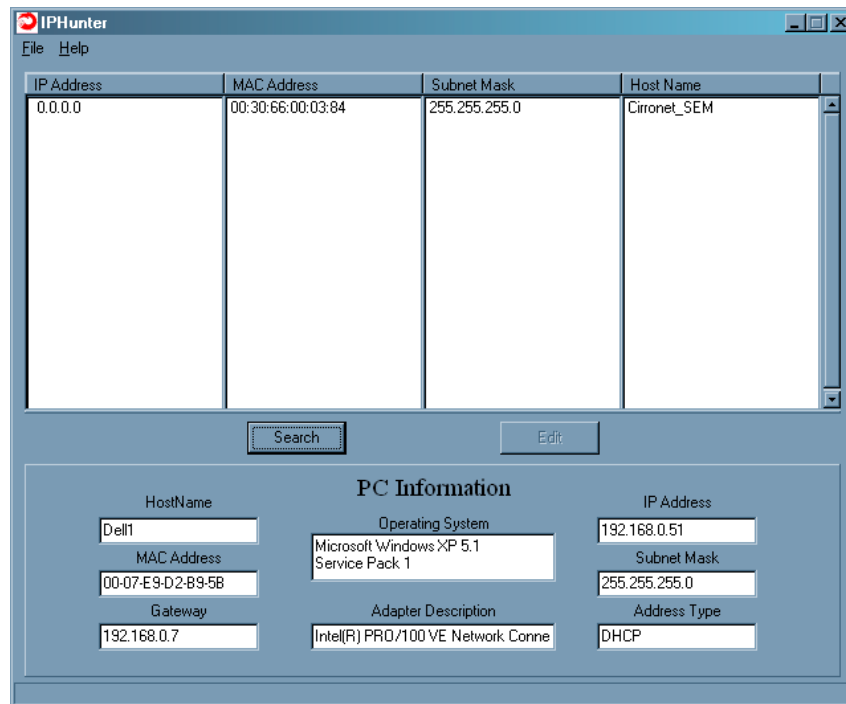 IPHunter
File Help
IP Address MAC Address Subnet Mask Host Name
0.0.0.0 00:30:66:00:03:84 255.255.255.0 Cirronet_SEM
Search Edit
PC Information
HostName
Dell1
MAC Address
00-07-E9-D2-B9-5B
Gateway
192.168.0.7
Operating System
Microsoft Windows XP 5.1
Service Pack 1
Adapter Description
Intel(R) PRO/100 VE Network Conne
IP Address
192.168.0.51
Subnet Mask
255.255.255.0
Address Type
DHCP